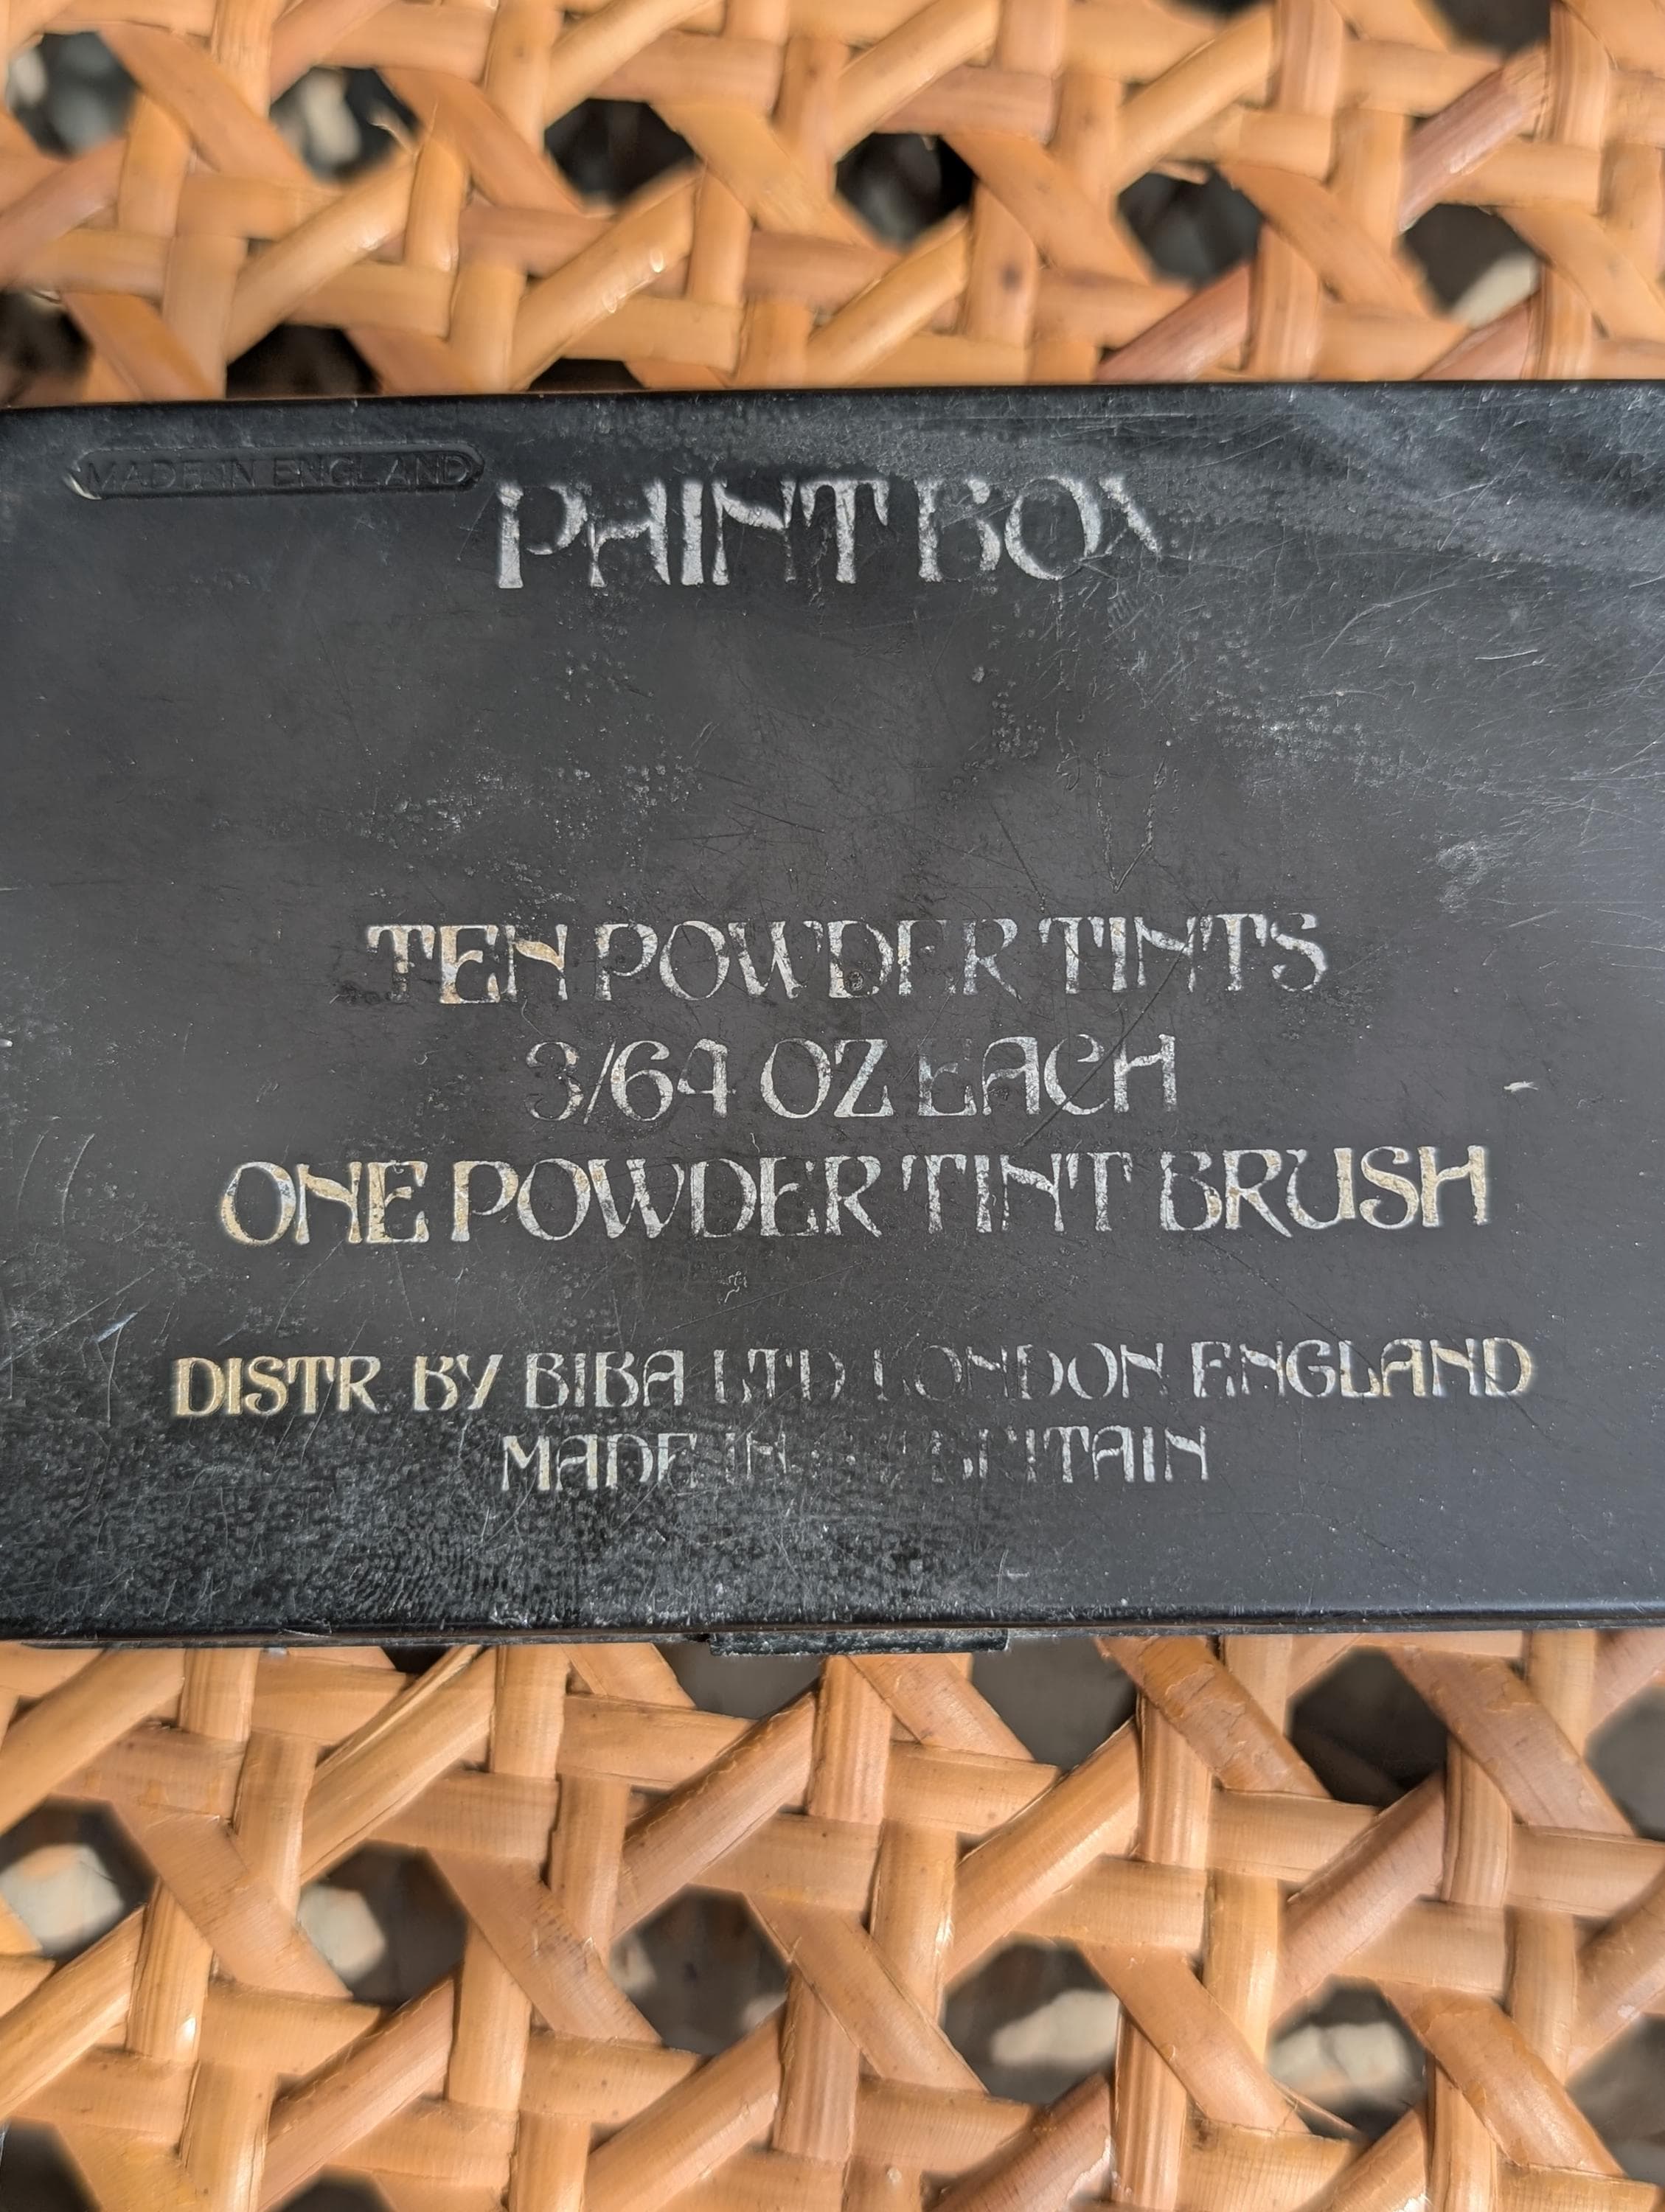 MADE IN ENGLAND
PAINT BOX
TEN POWDER TINTS
3/64 OZ EACH
ONE POWDER TINT BRUSH
DISTR BY BIBA LTD LONDON ENGLAND
MADE IN BRITAIN